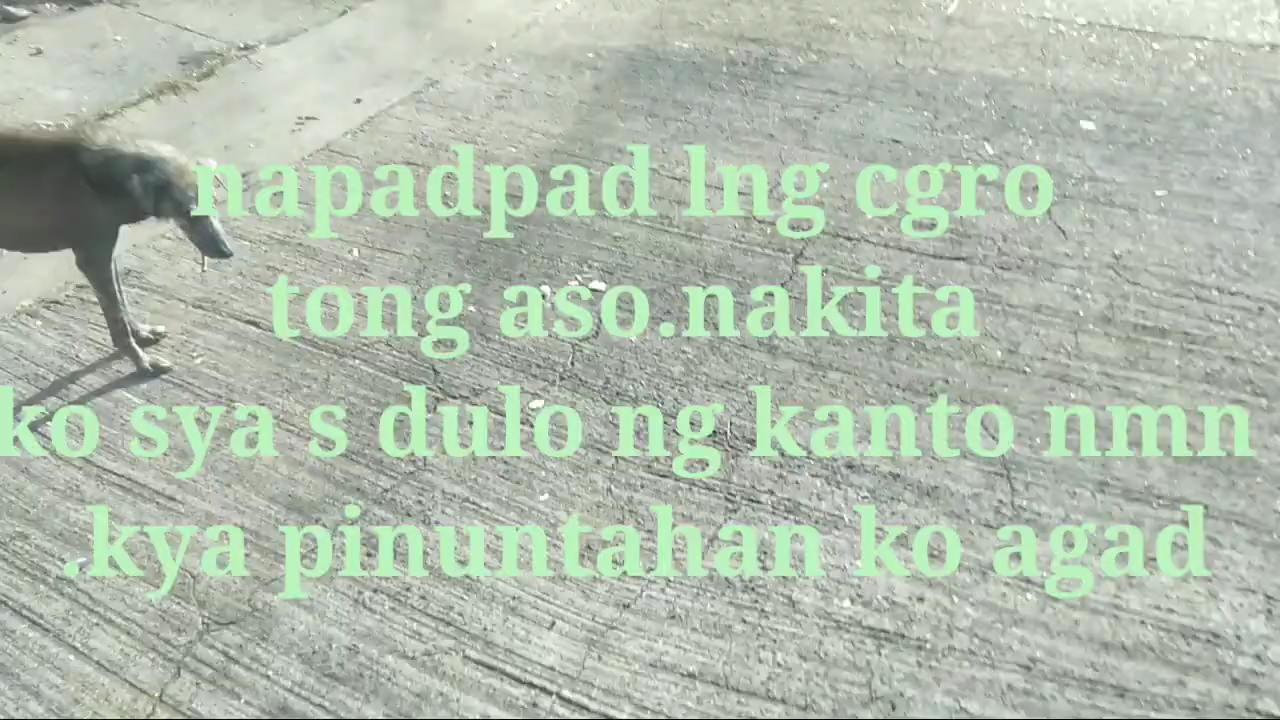 napadpad lng cgro
tong aso.nakita
ko sya s dulo ng kanto nmn
.kya pinuntahan ko agad